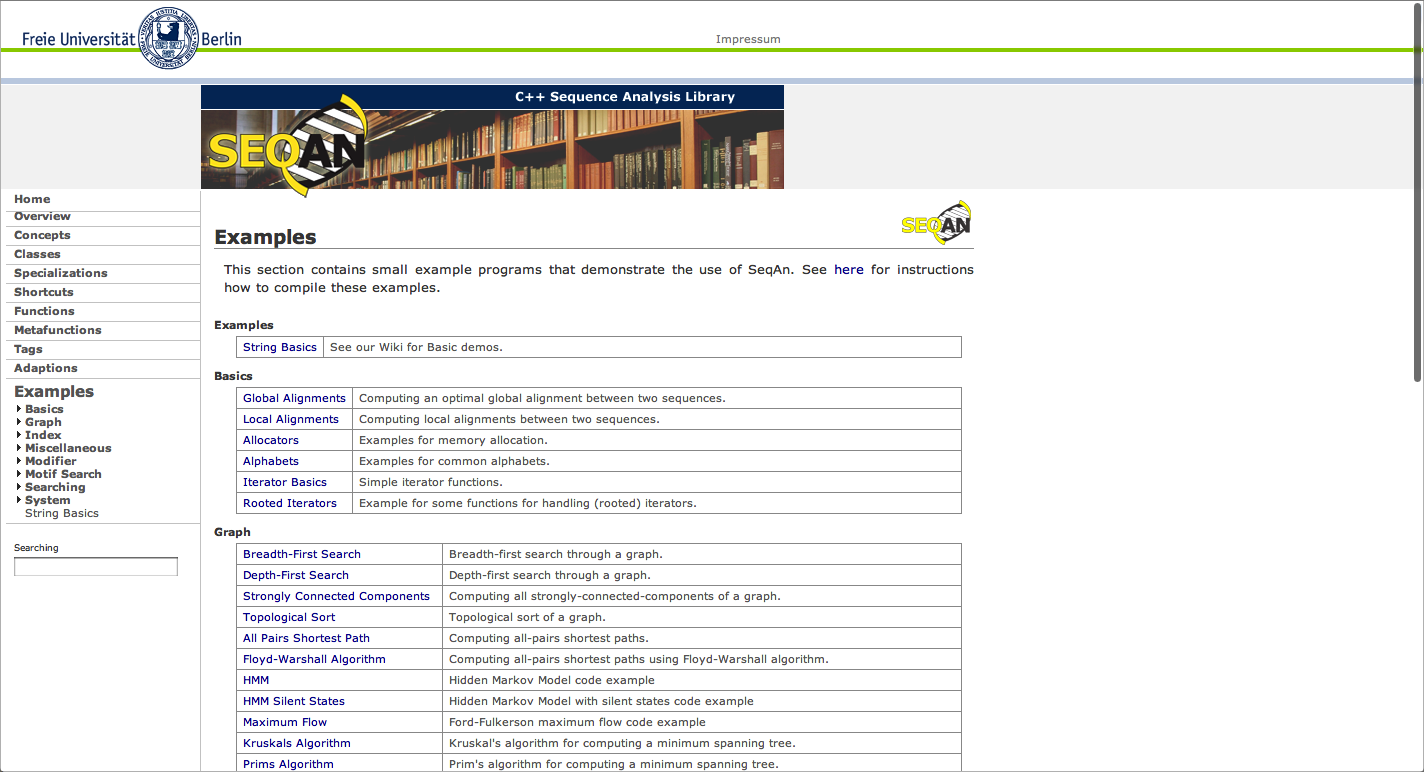 Freie Universität Berlin
Impressum
C++ Sequence Analysis Library
SEQAN
Home
Overview
Concepts
Classes
Specializations
Shortcuts
Functions
Metafunctions
Tags
Adaptions
Examples
Basics
Graph
Index
Miscellaneous
Modifier
Motif Search
Searching
System
String Basics
Searching
SEQAN
Examples
This section contains small example programs that demonstrate the use of SeqAn. See here for instructions
how to compile these examples.
Examples
String Basics See our Wiki for Basic demos.
Basics
Global Alignments Computing an optimal global alignment between two sequences.
Local Alignments Computing local alignments between two sequences.
Allocators Examples for memory allocation.
Alphabets Examples for common alphabets.
Iterator Basics Simple iterator functions.
Rooted Iterators Example for some functions for handling (rooted) iterators.
Graph
Breadth-First Search Breadth-first search through a graph.
Depth-First Search Depth-first search through a graph.
Strongly Connected Components Computing all strongly-connected-components of a graph.
Topological Sort Topological sort of a graph.
All Pairs Shortest Path Computing all-pairs shortest paths.
Floyd-Warshall Algorithm Computing all-pairs shortest paths using Floyd-Warshall algorithm.
HMM Hidden Markov Model code example
HMM Silent States Hidden Markov Model with silent states code example
Maximum Flow Ford-Fulkerson maximum flow code example
Kruskals Algorithm Kruskal's algorithm for computing a minimum spanning tree.
Prims Algorithm Prim's algorithm for computing a minimum spanning tree.